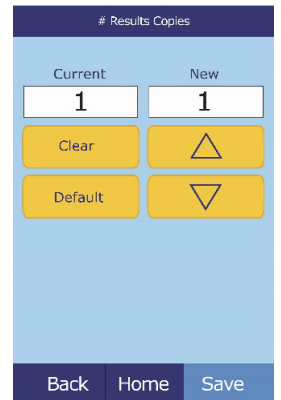 # Results Copies
Current New
1 1
Clear
Default
Back Home Save